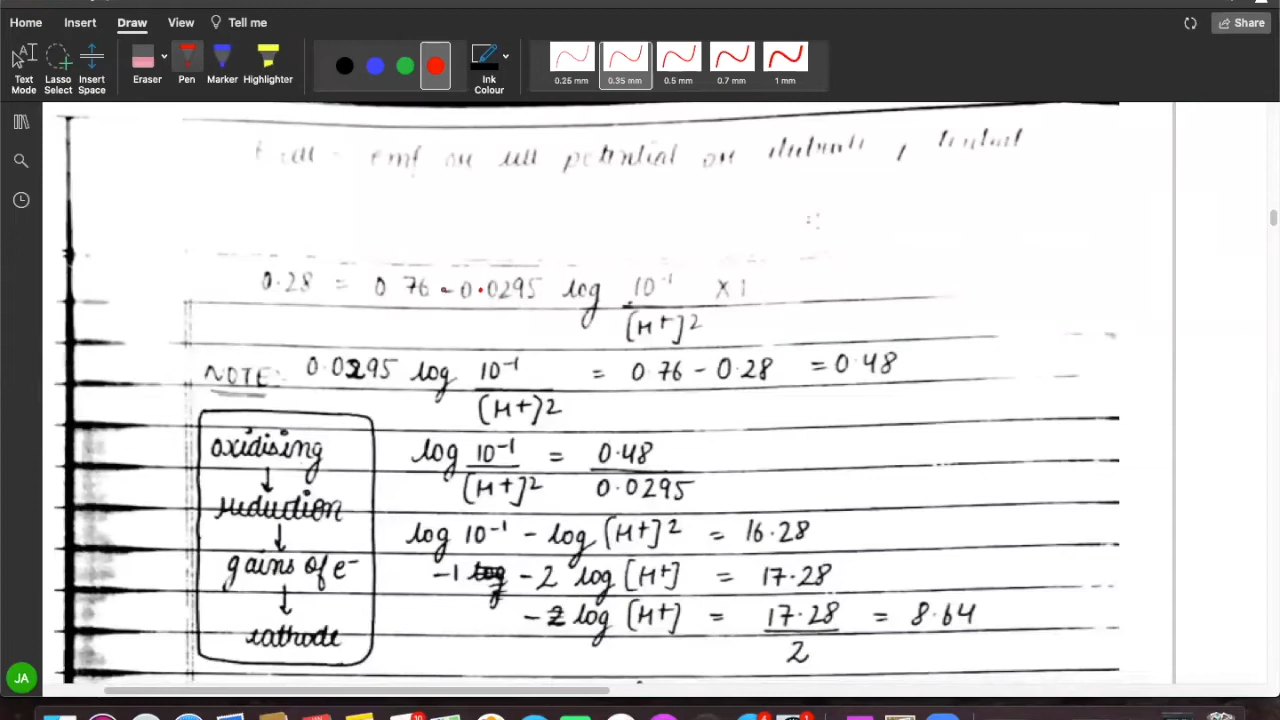 Home Insert Draw View Tell me Share
Text Mode Lasso Select Insert Space Eraser Pen Marker Highlighter Ink Colour 0.25 mm 0.35 mm 0.5 mm 0.7 mm 1 mm
emf or cell potential or
0.28 = 0 76 - 0.0295 log 10⁻¹ X 1 / [H+]2
NOTE: 0.0295 log 10⁻¹ / [H+]2 = 0.76 - 0.28 = 0.48
oxidising
↓
reduction
↓
gains of e⁻
↓
cathode
log 10⁻¹ / [H+]2 = 0.48 / 0.0295
log 10⁻¹ - log [H+]2 = 16.28
-1 - 2 log [H+] = 17.28
- log [H+] = 17.28 / 2 = 8.64
JA